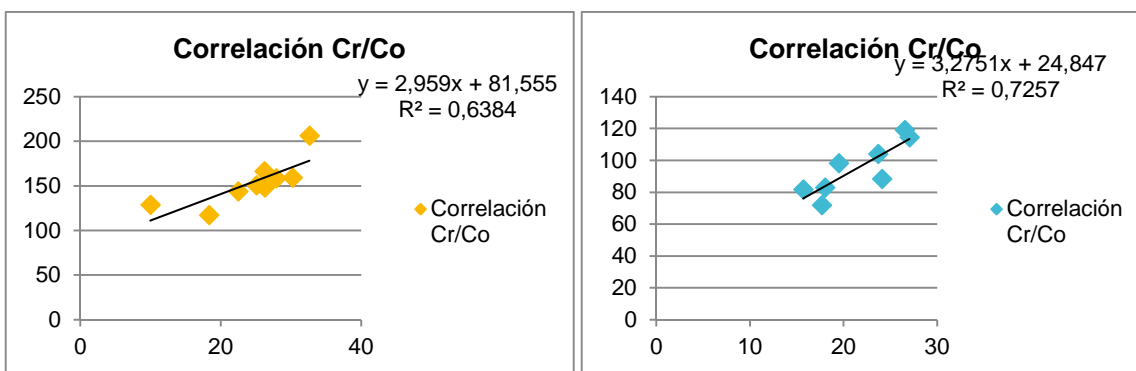 Correlación Cr/Co
y = 2,959x + 81,555
R² = 0,6384
250
200
150
100
50
0
0 20 40
Correlación
Cr/Co
Correlación Cr/Co
y = 3,2751x + 24,847
R² = 0,7257
140
120
100
80
60
40
20
0
0 10 20 30
Correlación
Cr/Co